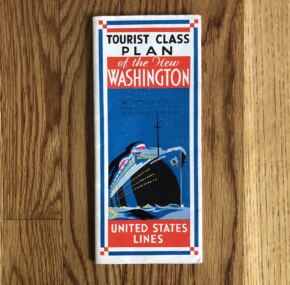 TOURIST CLASS
PLAN
of the New
WASHINGTON
UNITED STATES
LINES